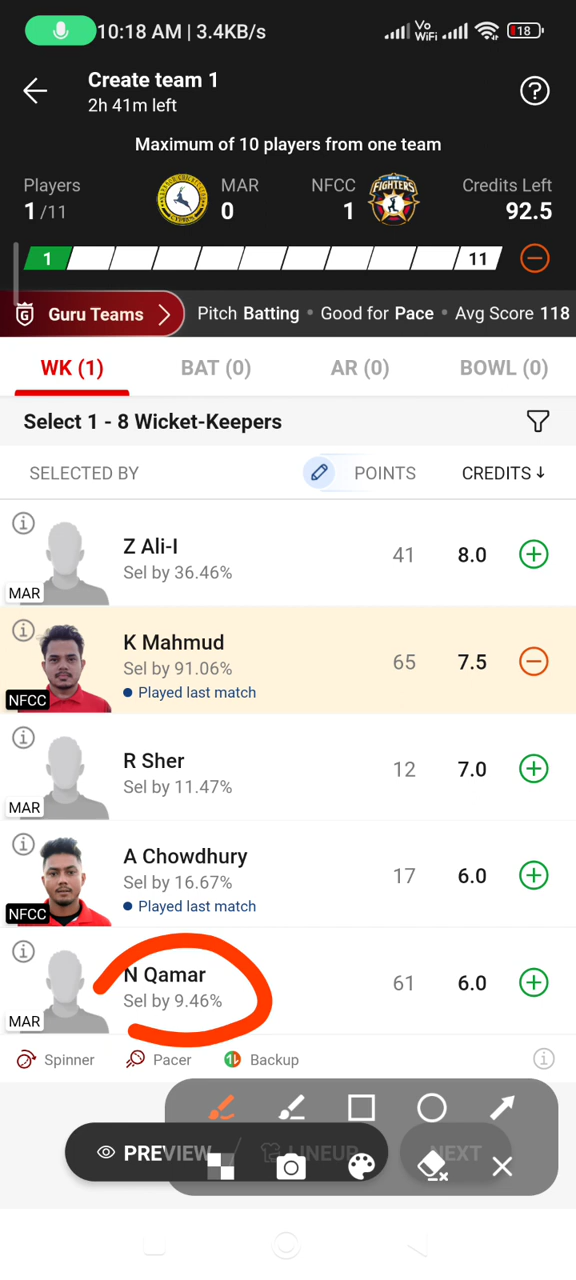 10:18 AM | 3.4KB/s
Vo
WiFi
18
Create team 1
2h 41m left
?
Maximum of 10 players from one team
Players
1/11
MAR
0
NFCC
1
FIGHTERS
Credits Left
92.5
1
11
G
Guru Teams
Pitch Batting • Good for Pace • Avg Score 118
WK (1)
BAT (0)
AR (0)
BOWL (0)
Select 1 - 8 Wicket-Keepers
SELECTED BY
POINTS
CREDITS ↓
Z Ali-I
Sel by 36.46%
MAR
41
8.0
K Mahmud
Sel by 91.06%
• Played last match
NFCC
65
7.5
R Sher
Sel by 11.47%
MAR
12
7.0
A Chowdhury
Sel by 16.67%
• Played last match
NFCC
17
6.0
N Qamar
Sel by 9.46%
MAR
61
6.0
Spinner
Pacer
Backup
PREVIEW
LINEUP
NEXT